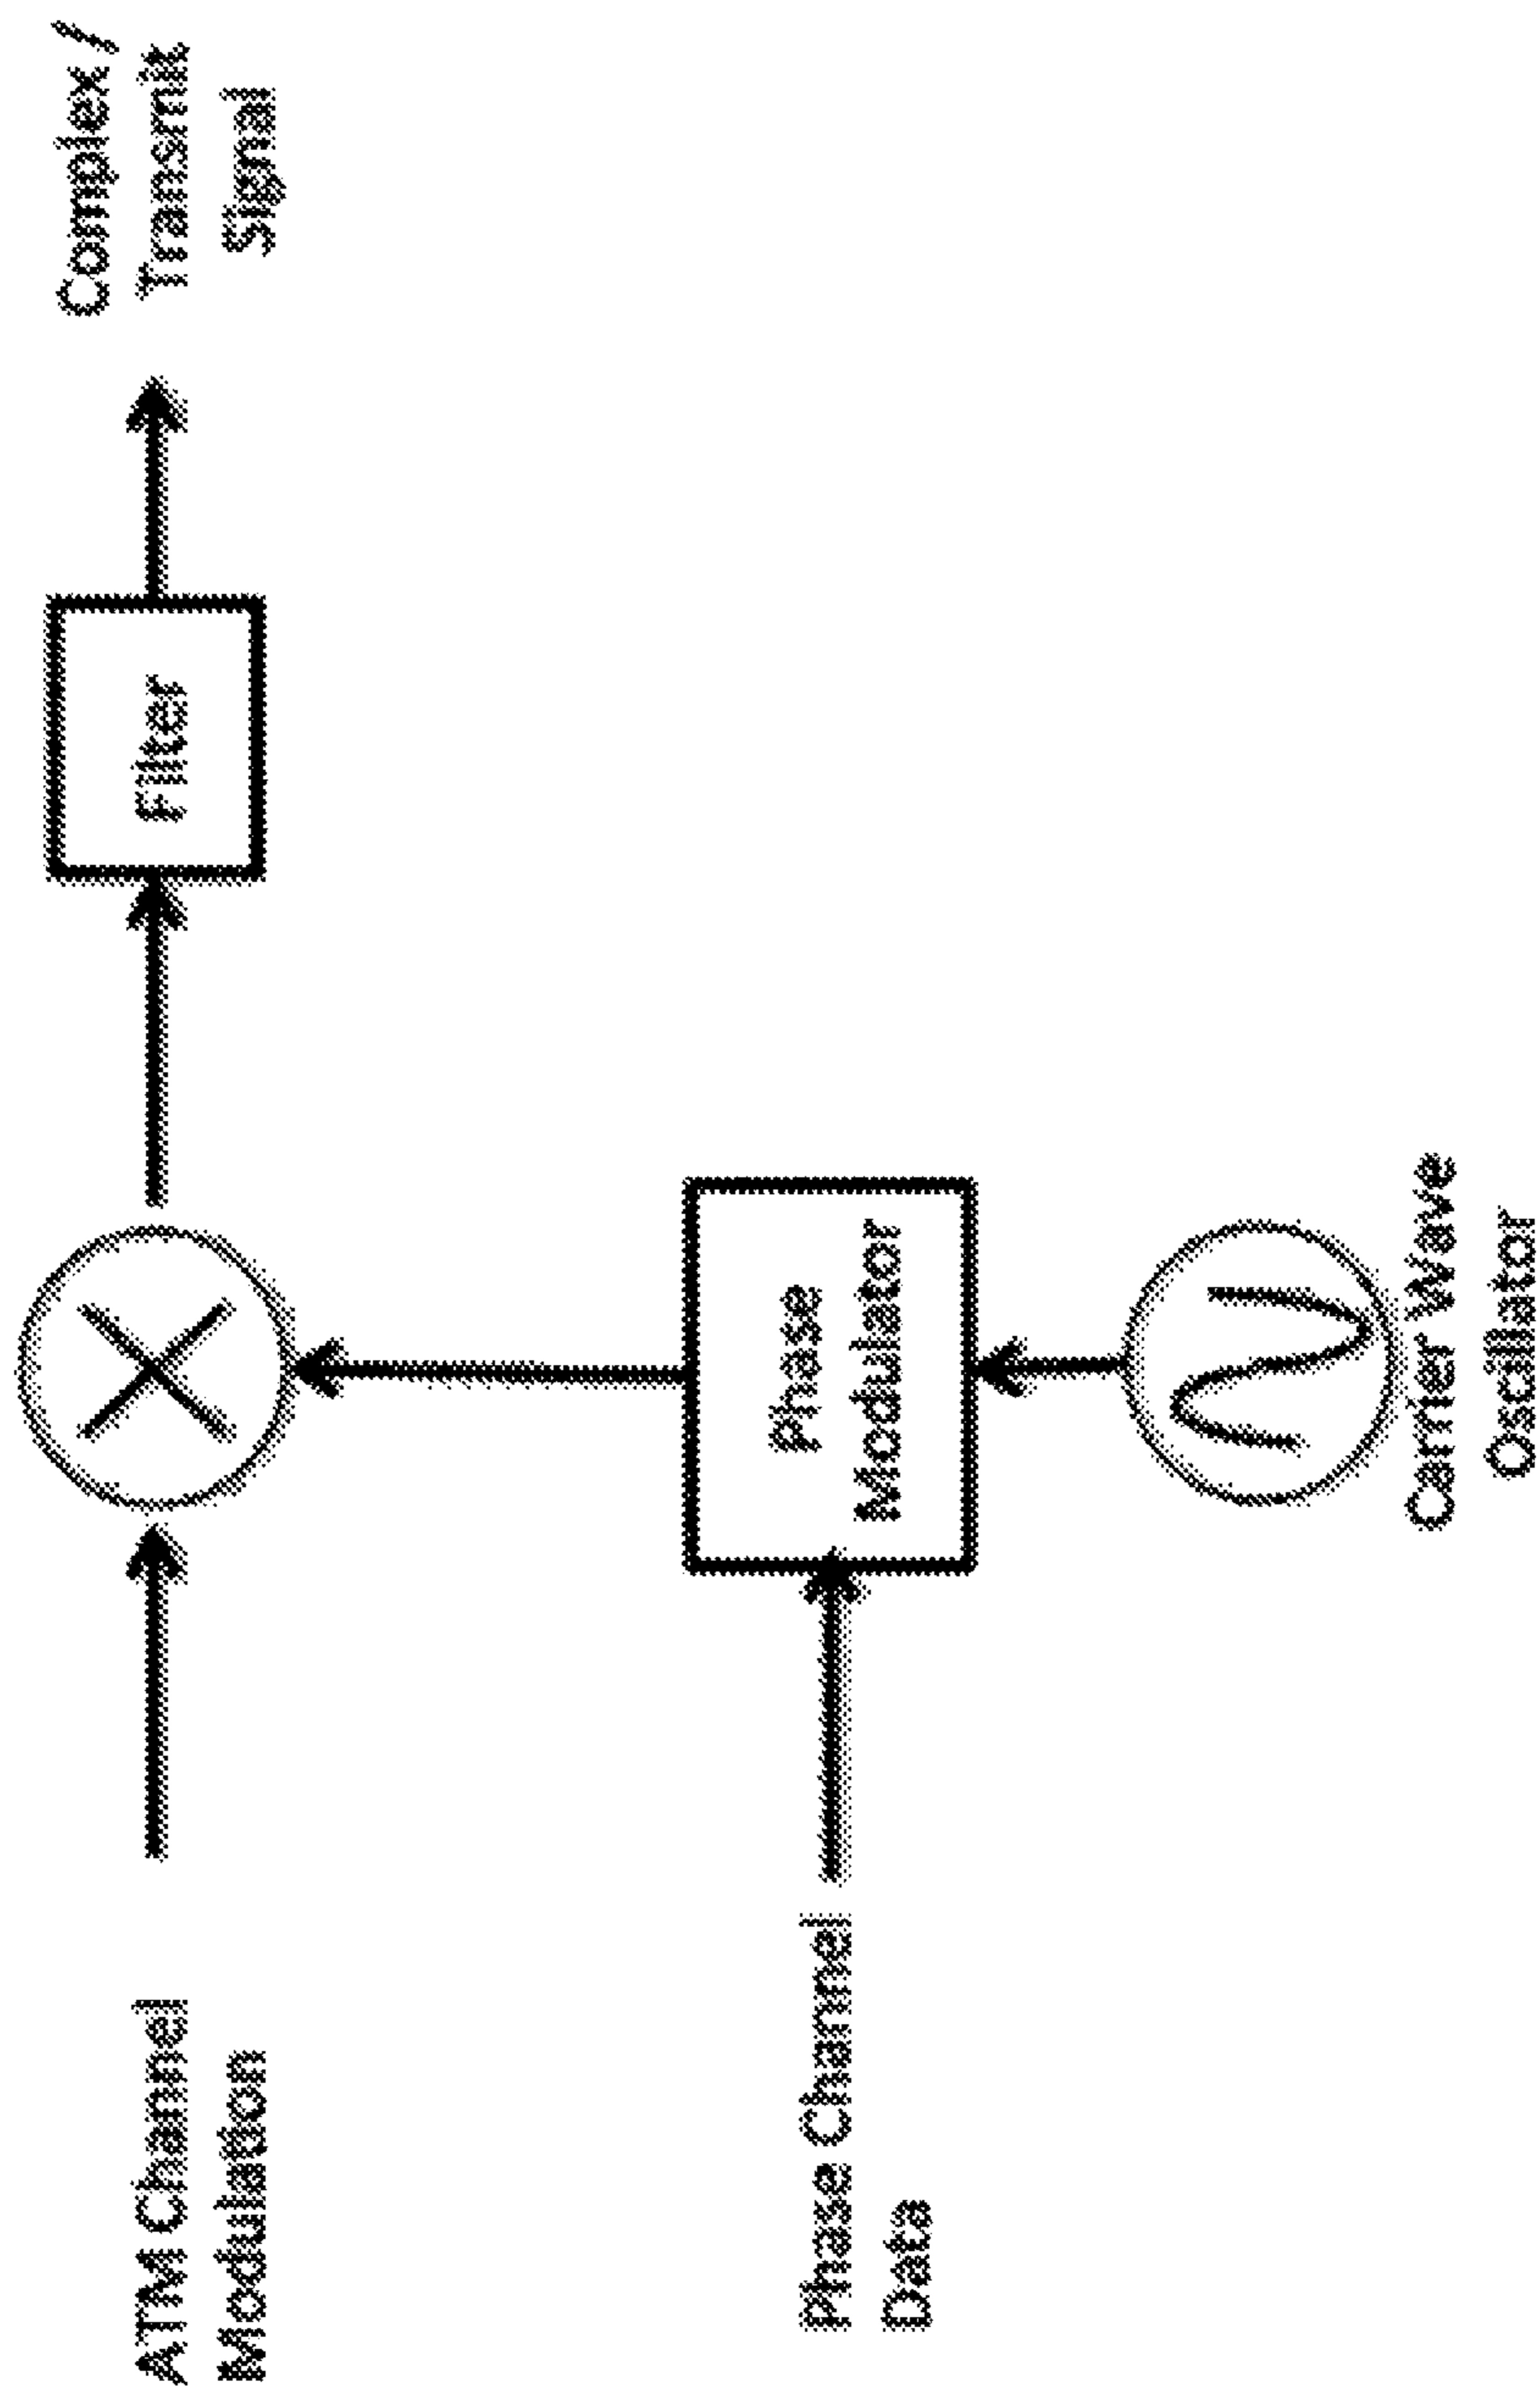 ATM Channel
Modulation
Filter
Complex /
Transmit
Signal
Phase Channel
Data
Phase
Modulator
Carrier Wave
Oscillator